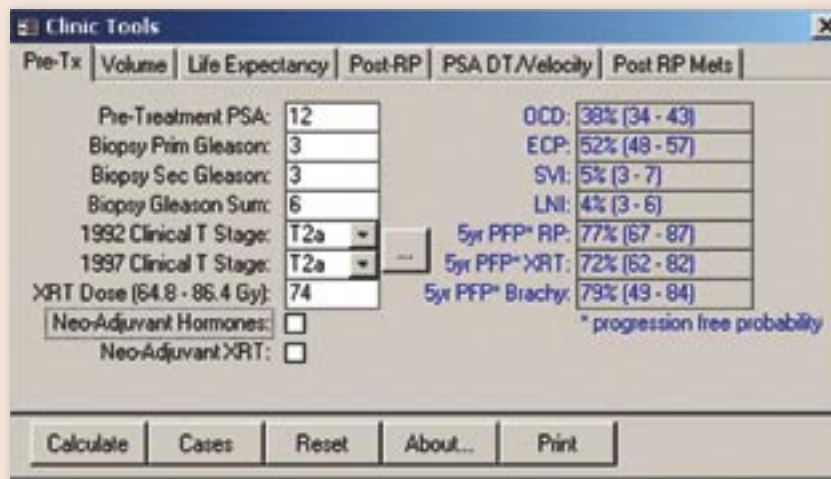 Clinic Tools
Pre-Tx Volume Life Expectancy Post-RP PSA DT/Velocity Post RP Mets
Pre-Treatment PSA: 12 OCD: 38% (34 - 43)
Biopsy Prim Gleason: 3 ECP: 52% (48 - 57)
Biopsy Sec Gleason: 3 SVI: 5% (3 - 7)
Biopsy Gleason Sum: 6 LNI: 4% (3 - 6)
1992 Clinical T Stage: T2a ... 5yr PFP* RP: 77% (67 - 87)
1997 Clinical T Stage: T2a 5yr PFP* XRT: 72% (62 - 82)
XRT Dose (64.8 - 86.4 Gy): 74 5yr PFP* Brachy: 79% (49 - 84)
Neo-Adjuvant Hormones: * progression free probability
Neo-Adjuvant XRT:
Calculate Cases Reset About... Print